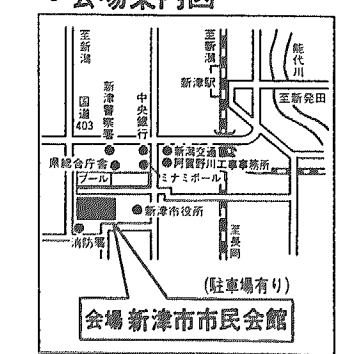 会場案内図
至新潟
至新潟
能代川
新津駅
至新発田
国道403
新津警察署
中央銀行
新潟交通
阿賀野川工事事務所
県総合庁舎
プール
ミナミボール
新津市役所
消防署
至長岡
(駐車場有り)
会場 新津市市民会館